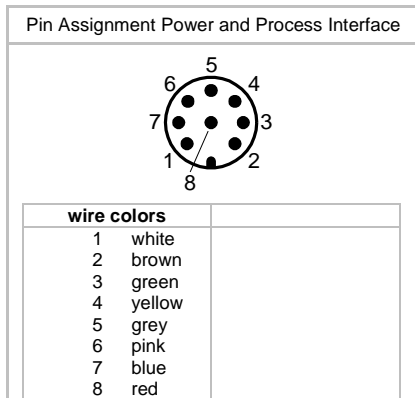 Pin Assignment Power and Process Interface
5
6 4
7 3
1 2
8
wire colors
1 white
2 brown
3 green
4 yellow
5 grey
6 pink
7 blue
8 red